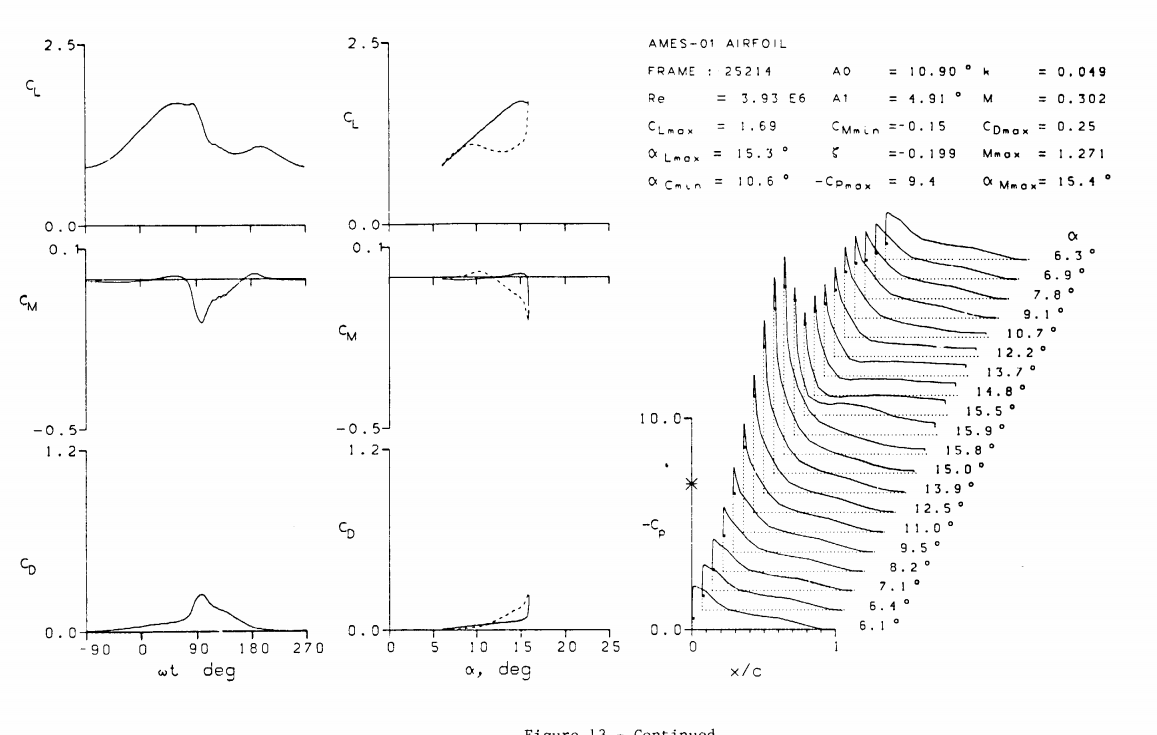 AMES-01 AIRFOIL
FRAME : 25214 A0 = 10.90 ° k = 0.049
Re = 3.93 E6 A1 = 4.91 ° M = 0.302
CLmax = 1.69 CMmin =-0.15 CDmax = 0.25
αLmax = 15.3 ° ζ =-0.199 Mmax = 1.271
αCmin = 10.6 ° -CPmax = 9.4 αMmax= 15.4 °
2.5
CL
0.0
0.1
CM
-0.5
1.2
CD
0.0
-90 0 90 180 270
ωt deg
2.5
CL
0.0
0.1
CM
-0.5
1.2
CD
0.0
0 5 10 15 20 25
α, deg
α
6.3 °
6.9 °
7.8 °
9.1 °
10.7 °
12.2 °
13.7 °
14.8 °
15.5 °
15.9 °
15.8 °
15.0 °
13.9 °
12.5 °
11.0 °
9.5 °
8.2 °
7.1 °
6.4 °
6.1 °
10.0
-Cp
0.0
0 1
x/c
Figure 13 - Continued